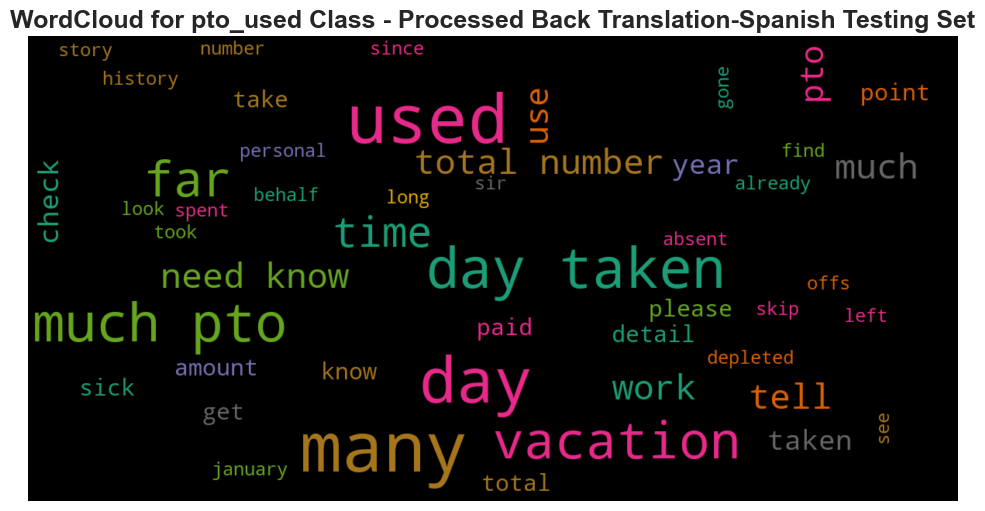 WordCloud for pto_used Class - Processed Back Translation-Spanish Testing Set
story
number
since
history
take
used
use
gone
pto
point
personal
total number
year
find
much
check
far
behalf
long
sir
already
look
spent
took
time
absent
need know
day taken
offs
much pto
paid
please
skip
left
detail
amount
know
day
depleted
sick
work
tell
get
many
vacation
taken
see
january
total